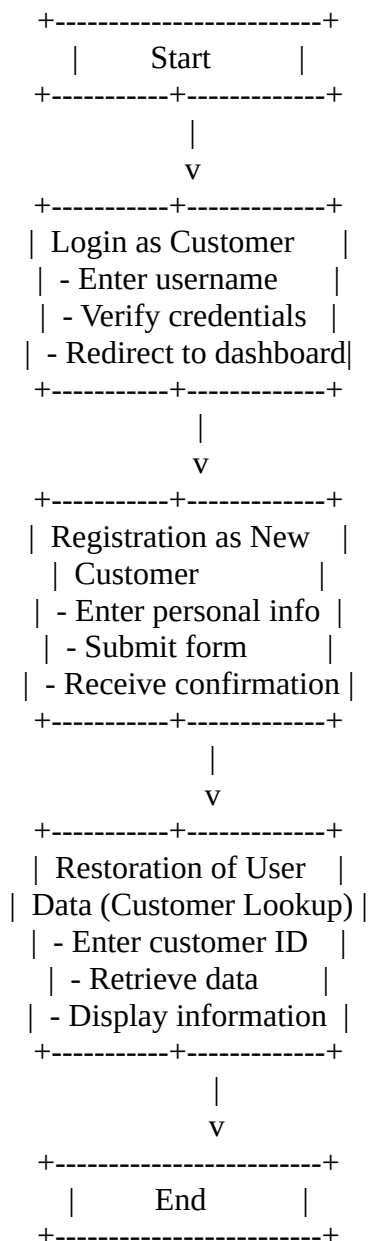 +-------------------------+
| Start |
+-----------+-------------+
|
v
+-----------+-------------+
| Login as Customer |
| - Enter username |
| - Verify credentials |
| - Redirect to dashboard|
+-----------+-------------+
|
v
+-----------+-------------+
| Registration as New |
| Customer |
| - Enter personal info |
| - Submit form |
| - Receive confirmation |
+-----------+-------------+
|
v
+-----------+-------------+
| Restoration of User |
| Data (Customer Lookup) |
| - Enter customer ID |
| - Retrieve data |
| - Display information |
+-----------+-------------+
|
v
+-------------------------+
| End |
+-------------------------+